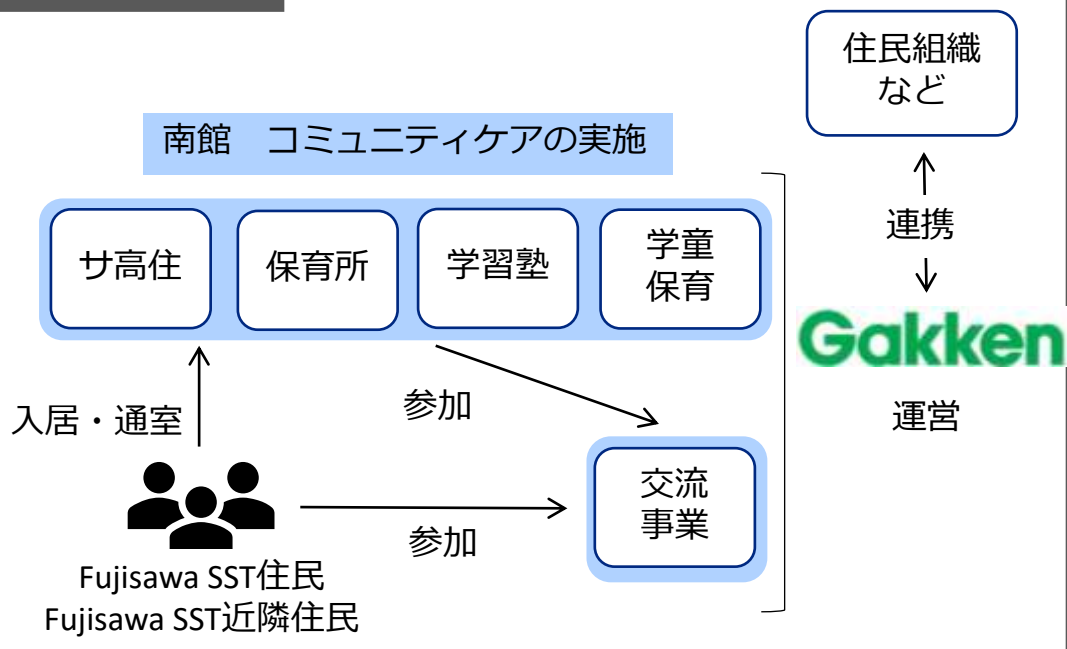 住民組織
など
南館　コミュニティケアの実施
連携
サ高住
保育所
学習塾
学童
保育
Gakken
運営
入居・通室
参加
交流
事業
参加
Fujisawa SST住民
Fujisawa SST近隣住民